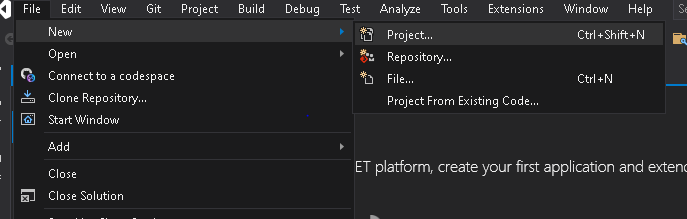 File Edit View Git Project Build Debug Test Analyze Tools Extensions Window Help
New
Project... Ctrl+Shift+N
Open
Repository...
Connect to a codespace
File... Ctrl+N
Clone Repository...
Project From Existing Code...
Start Window
Add
ET platform, create your first application and extend
Close
Close Solution